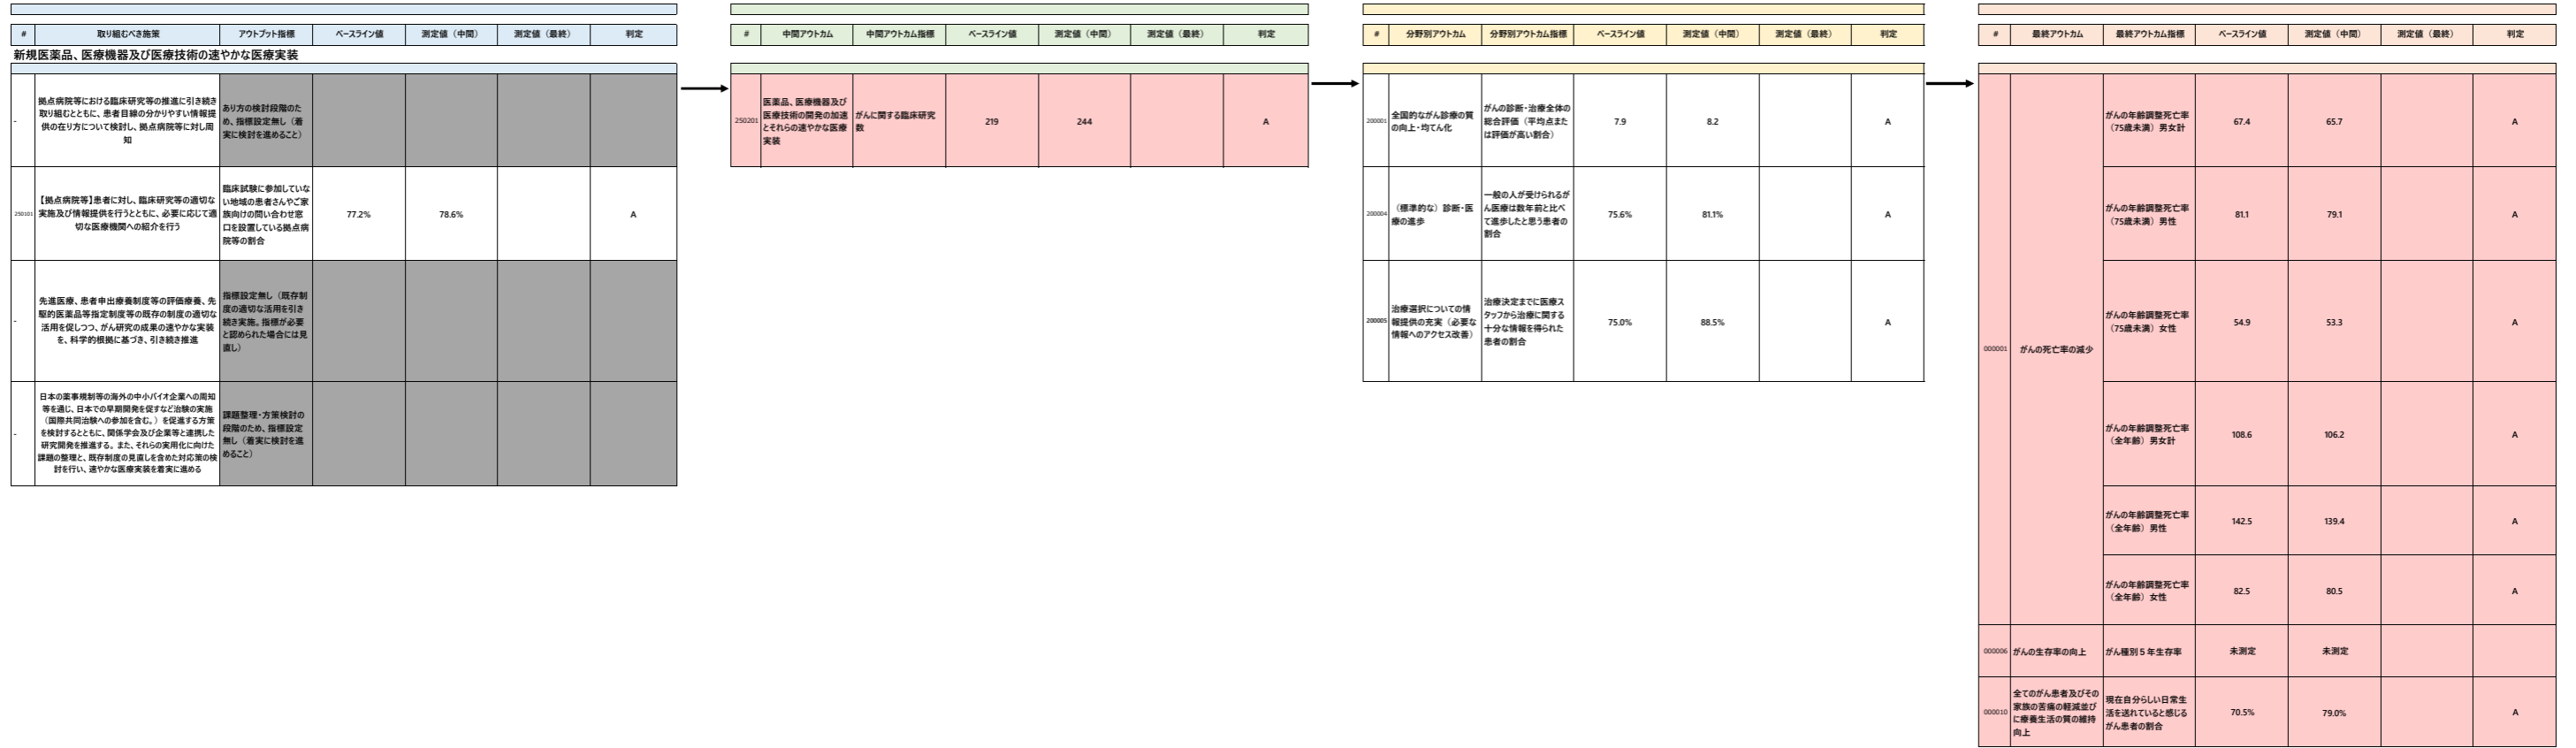 # 取り組むべき施策 アウトプット指標 ベースライン値 測定値（中間） 測定値（最終） 判定
新規医薬品、医療機器及び医療技術の速やかな医療実装
-
拠点病院等における臨床研究等の推進に引き続き
取り組むとともに、患者目線の分かりやすい情報提
供の在り方について検討し、拠点病院等に対し周
知
あり方の検討段階のた
め、指標設定無し（着
実に検討を進めること）
250101
【拠点病院等】患者に対し、臨床研究等の適切な
実施及び情報提供を行うとともに、必要に応じて適
切な医療機関への紹介を行う
臨床試験に参加していな
い地域の患者さんやご家
族向けの問い合わせ窓
口を設置している拠点病
院等の割合
77.2% 78.6% A
-
先進医療、患者申出療養制度等の評価療養、先
駆的医薬品等指定制度等の既存の制度の適切な
活用を促しつつ、がん研究の成果の速やかな実装
を、科学的根拠に基づき、引き続き推進
指標設定無し（既存制
度の適切な活用を引き
続き実施。指標が必要
と認められた場合には見
直し）
-
日本の薬事規制等の海外の中小バイオ企業への周知
等を通じ、日本での早期開発を促すなど治験の実施
（国際共同治験への参加を含む。）を促進する方策
を検討するとともに、関係学会及び企業等と連携した
研究開発を推進する。また、それらの実用化に向けた
課題の整理と、既存制度の見直しを含めた対応策の検
討を行い、速やかな医療実装を着実に進める
課題整理・方策検討の
段階のため、指標設定
無し（着実に検討を進
めること）
# 中間アウトカム 中間アウトカム指標 ベースライン値 測定値（中間） 測定値（最終） 判定
250201
医薬品、医療機器及び
医療技術の開発の加速
とそれらの速やかな医療
実装
がんに関する臨床研究
数
219 244 A
# 分野別アウトカム 分野別アウトカム指標 ベースライン値 測定値（中間） 測定値（最終） 判定
200001
全国的ながん診療の質
の向上・均てん化
がんの診断・治療全体の
総合評価（平均点また
は評価が高い割合）
7.9 8.2 A
200004
（標準的な）診断・医
療の進歩
一般の人が受けられるが
ん医療は数年前と比べ
て進歩したと思う患者の
割合
75.6% 81.1% A
200005
治療選択についての情
報提供の充実（必要な
情報へのアクセス改善）
治療決定までに医療ス
タッフから治療に関する
十分な情報を得られた
患者の割合
75.0% 88.5% A
# 最終アウトカム 最終アウトカム指標 ベースライン値 測定値（中間） 測定値（最終） 判定
000001
がんの死亡率の減少
がんの年齢調整死亡率
（75歳未満）男女計
67.4 65.7 A
がんの年齢調整死亡率
（75歳未満）男性
81.1 79.1 A
がんの年齢調整死亡率
（75歳未満）女性
54.9 53.3 A
がんの年齢調整死亡率
（全年齢）男女計
108.6 106.2 A
がんの年齢調整死亡率
（全年齢）男性
142.5 139.4 A
がんの年齢調整死亡率
（全年齢）女性
82.5 80.5 A
000006 がんの生存率の向上 がん種別５年生存率 未測定 未測定
000010
全てのがん患者及びその
家族の苦痛の軽減並び
に療養生活の質の維持
向上
現在自分らしい日常生
活を送れていると感じる
がん患者の割合
70.5% 79.0% A